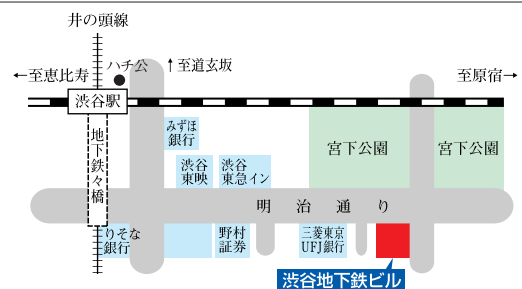 井の頭線
ハチ公
↑至道玄坂
←至恵比寿
至原宿→
渋谷駅
みずほ
銀行
地下鉄々橋
渋谷
東映
渋谷
東急イン
宮下公園
宮下公園
明治通り
りそな
銀行
野村
証券
三菱東京
UFJ銀行
渋谷地下鉄ビル